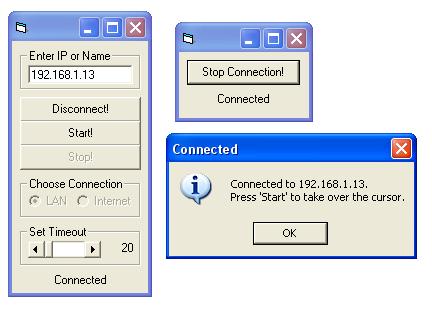 Enter IP or Name
192.168.1.13
Disconnect!
Start!
Stop!
Choose Connection
LAN Internet
Set Timeout
20
Connected
Stop Connection!
Connected
Connected
Connected to 192.168.1.13.
Press 'Start' to take over the cursor.
OK